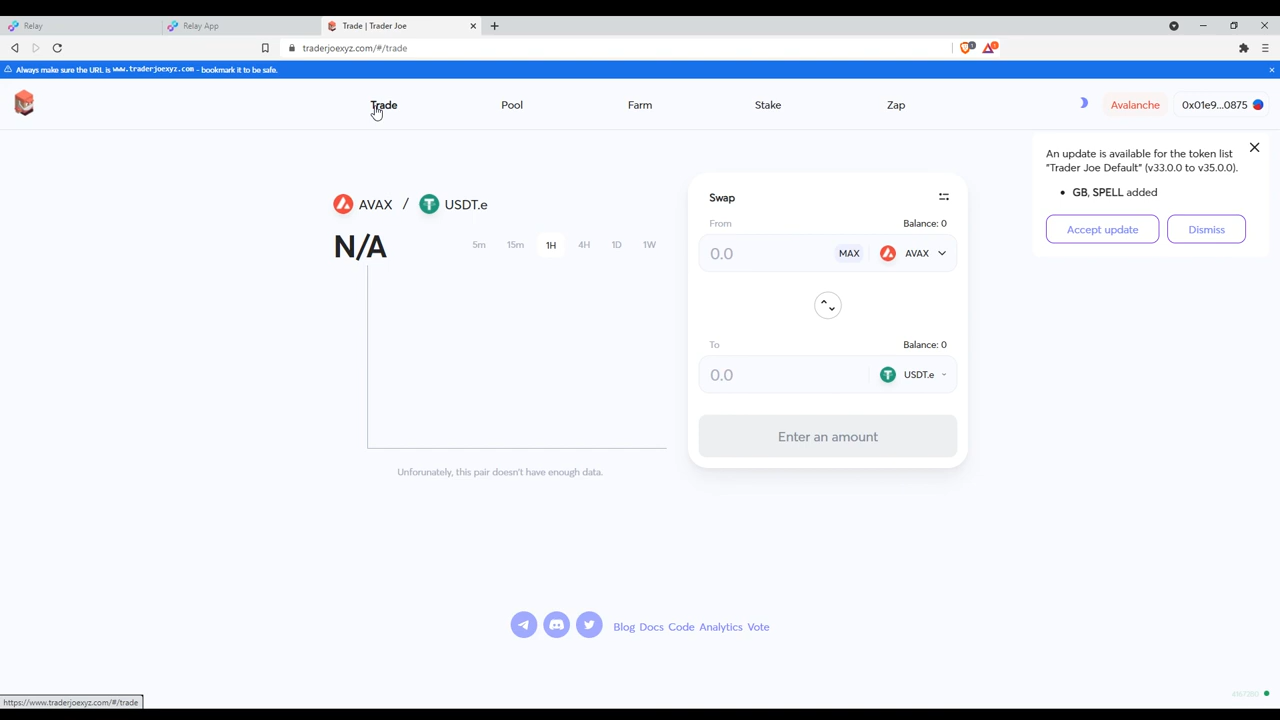 Relay
Relay App
Trade | Trader Joe
traderjoexyz.com/#/trade
Always make sure the URL is www.traderjoexyz.com - bookmark it to be safe.
Trade
Pool
Farm
Stake
Zap
Avalanche
0x01e9...0875
An update is available for the token list
"Trader Joe Default" (v33.0.0 to v35.0.0).
• GB, SPELL added
Accept update
Dismiss
AVAX / USDT.e
N/A
5m
15m
1H
4H
1D
1W
Unforunately, this pair doesn't have enough data.
Swap
From
Balance: 0
0.0
MAX
AVAX
To
Balance: 0
0.0
USDT.e
Enter an amount
Blog Docs Code Analytics Vote
https://www.traderjoexyz.com/#/trade